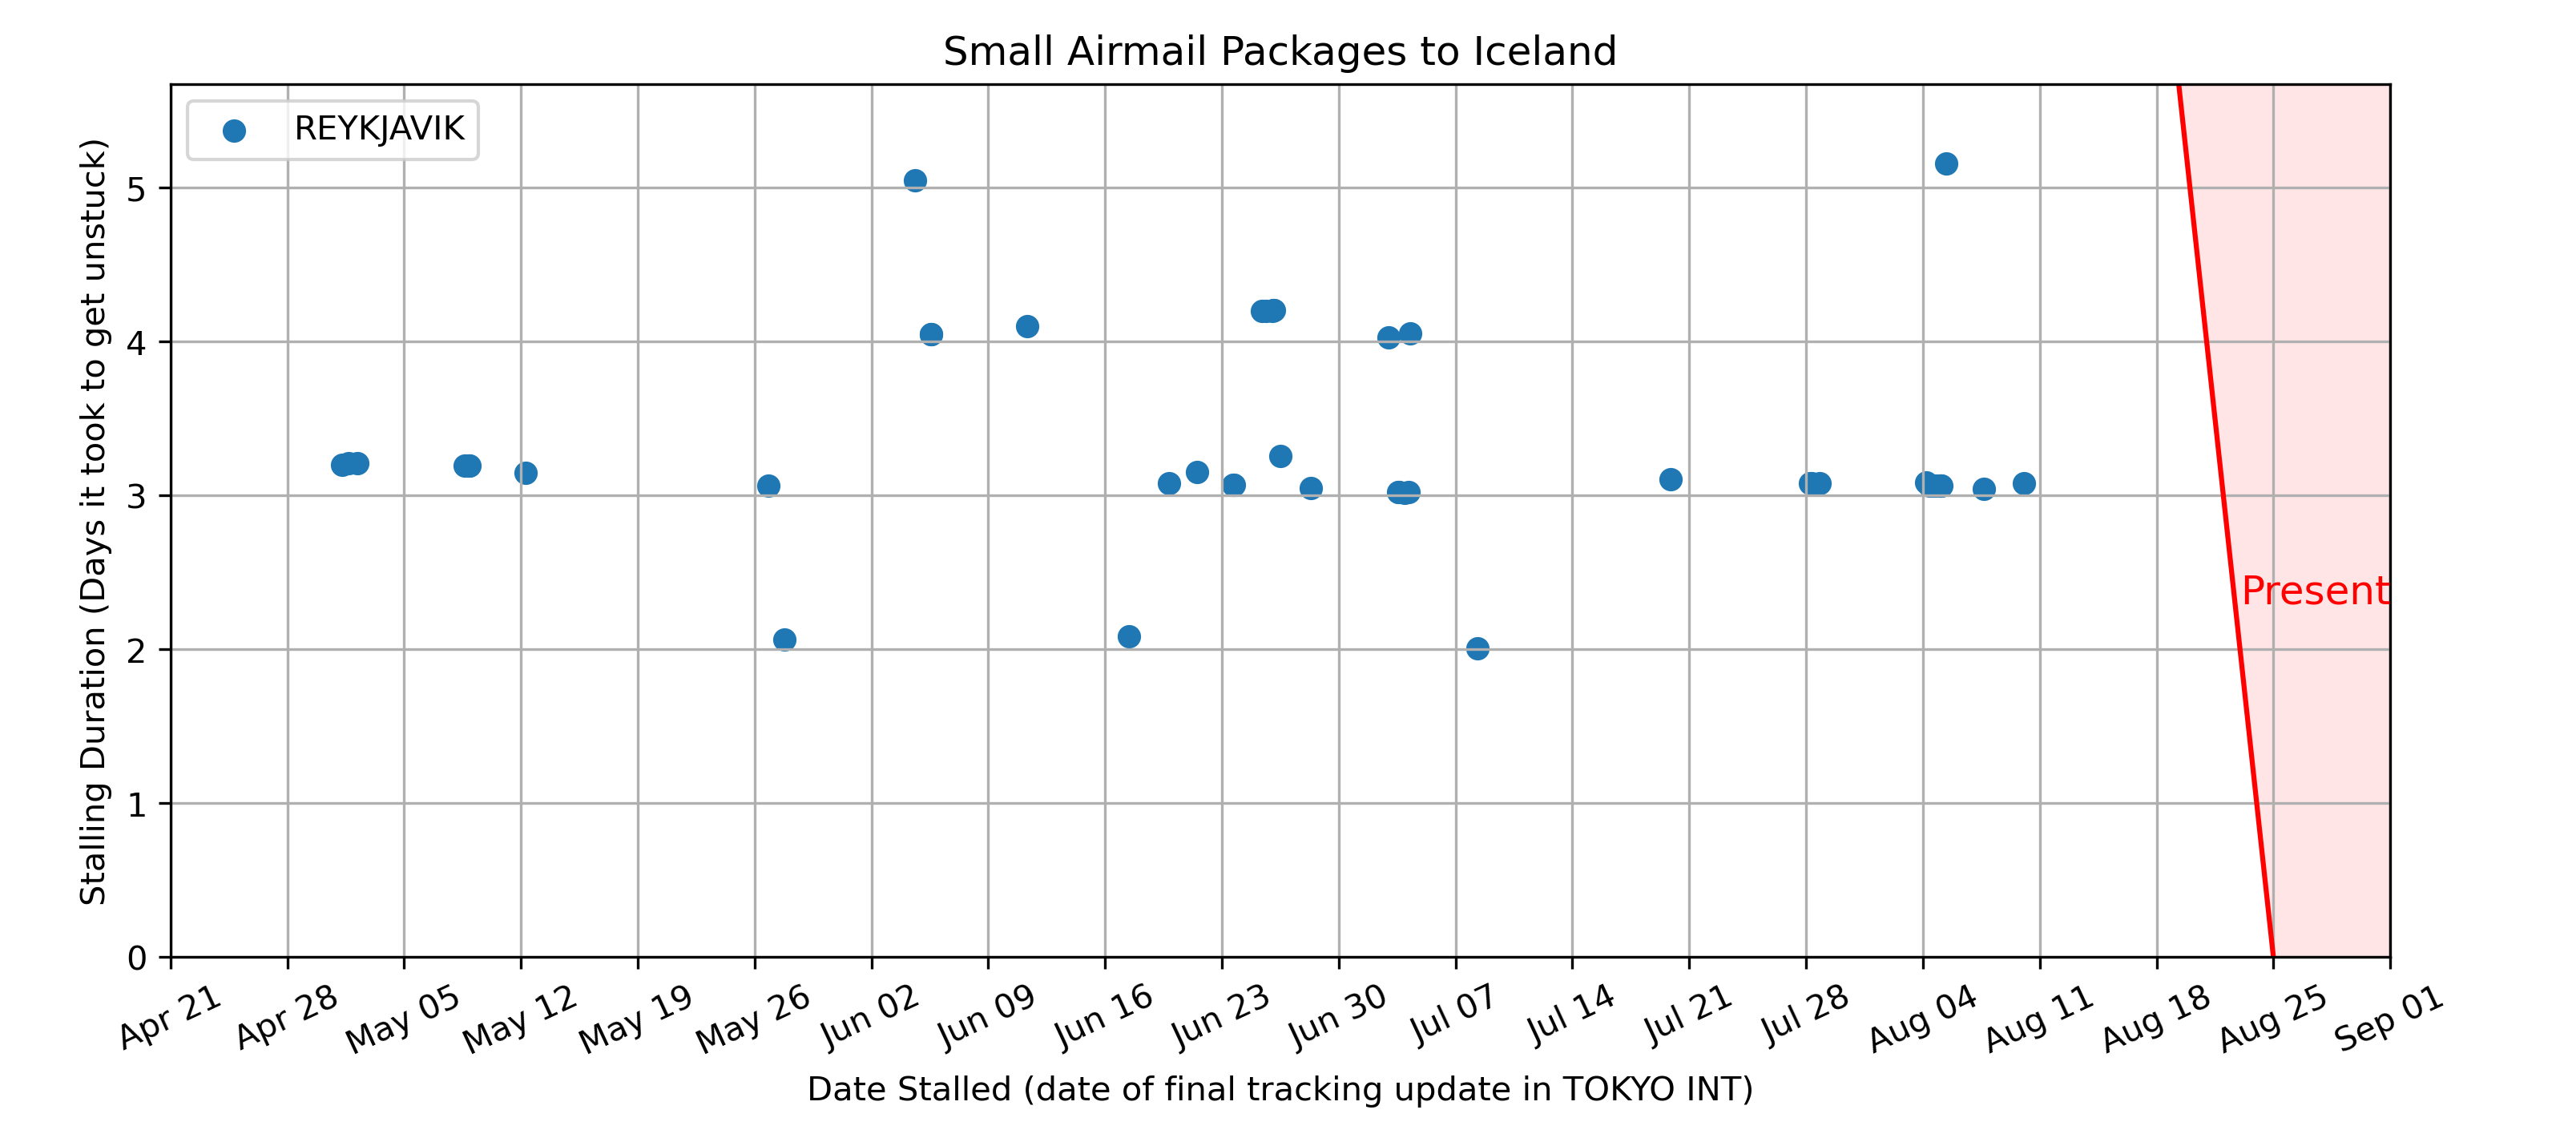 Small Airmail Packages to Iceland
REYKJAVIK
Stalling Duration (Days it took to get unstuck)
5
4
3
2
1
0
Present
Apr 21
Apr 28
May 05
May 12
May 19
May 26
Jun 02
Jun 09
Jun 16
Jun 23
Jun 30
Jul 07
Jul 14
Jul 21
Jul 28
Aug 04
Aug 11
Aug 18
Aug 25
Sep 01
Date Stalled (date of final tracking update in TOKYO INT)